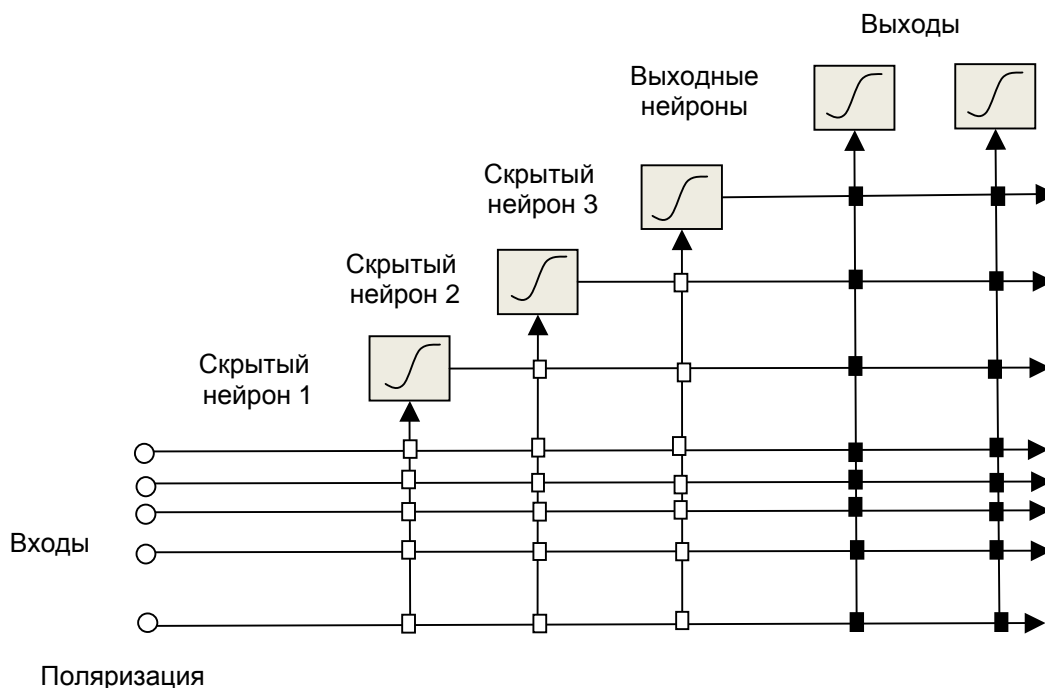 Выходы
Выходные
нейроны
Скрытый
нейрон 3
Скрытый
нейрон 2
Скрытый
нейрон 1
Входы
Поляризация